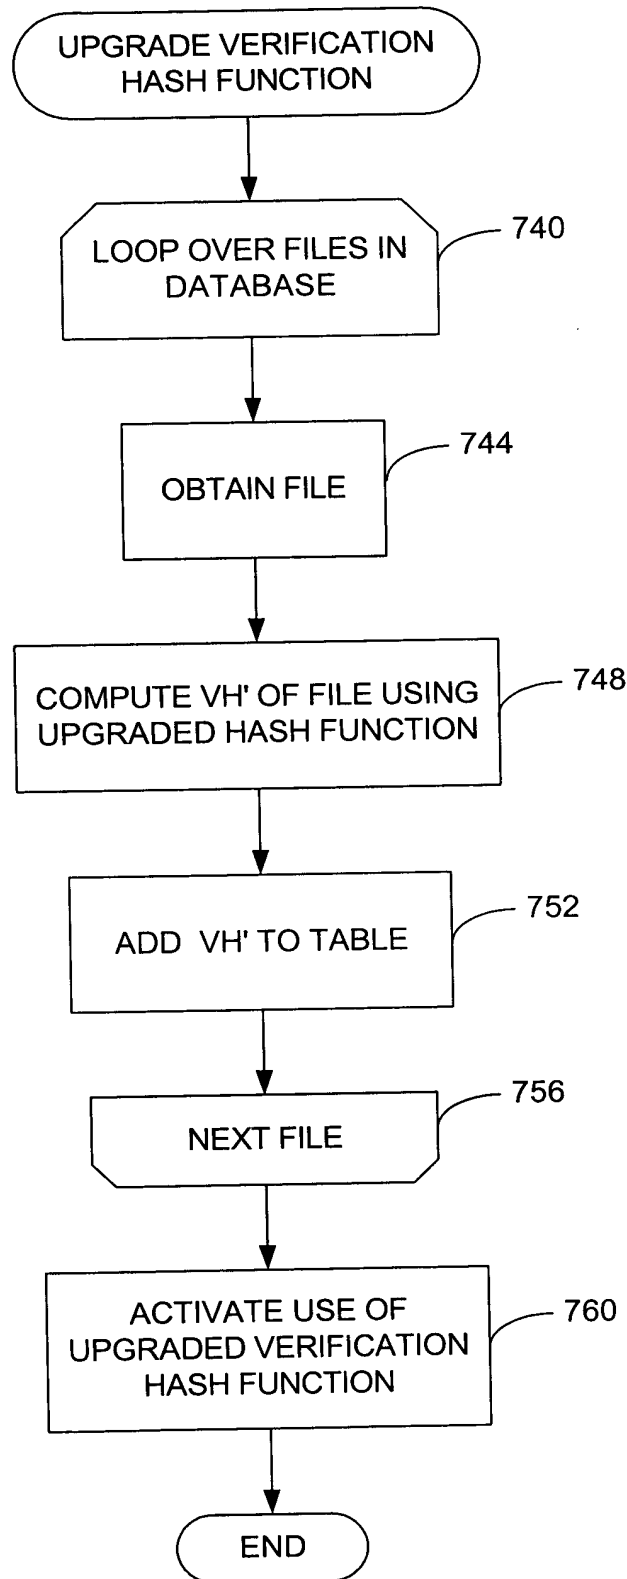 UPGRADE VERIFICATION
HASH FUNCTION
740
LOOP OVER FILES IN
DATABASE
744
OBTAIN FILE
748
COMPUTE VH' OF FILE USING
UPGRADED HASH FUNCTION
752
ADD VH' TO TABLE
756
NEXT FILE
760
ACTIVATE USE OF
UPGRADED VERIFICATION
HASH FUNCTION
END